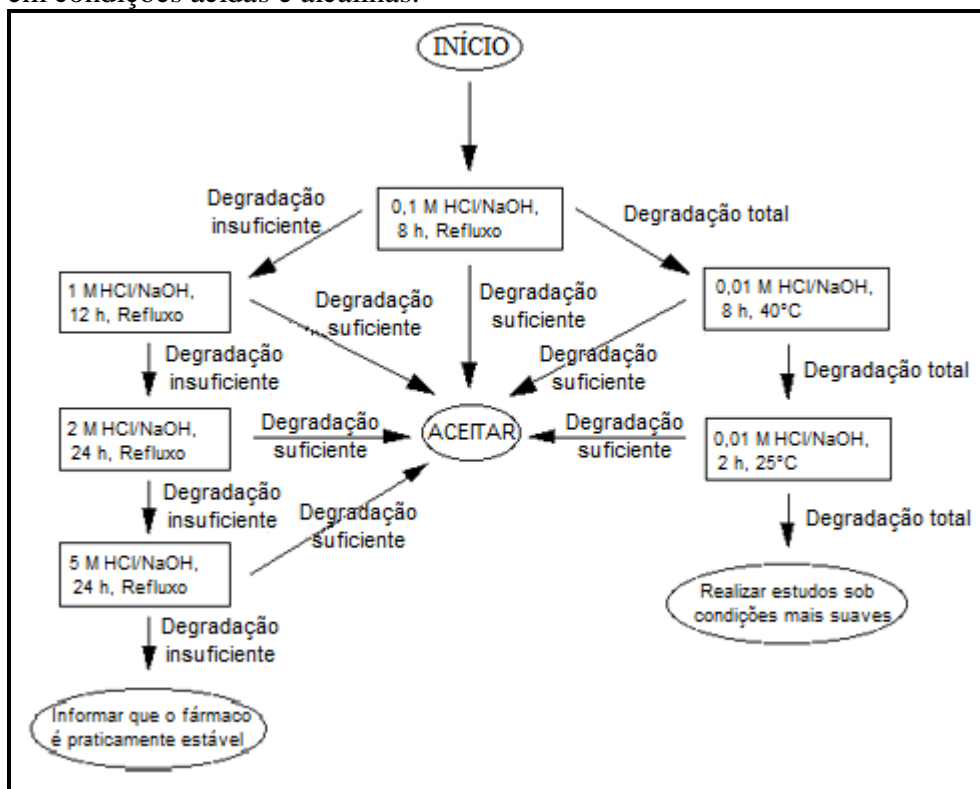 em condições ácidas e alcalinas.
INÍCIO
Degradação
insuficiente
0,1 M HCl/NaOH,
8 h, Refluxo
Degradação total
1 M HCl/NaOH,
12 h, Refluxo
Degradação
suficiente
Degradação
suficiente
0,01 M HCl/NaOH,
8 h, 40°C
Degradação
insuficiente
Degradação
suficiente
Degradação total
2 M HCl/NaOH,
24 h, Refluxo
Degradação
suficiente
ACEITAR
Degradação
suficiente
0,01 M HCl/NaOH,
2 h, 25°C
Degradação
insuficiente
Degradação
suficiente
Degradação total
5 M HCl/NaOH,
24 h, Refluxo
Realizar estudos sob
condições mais suaves
Degradação
insuficiente
Informar que o fármaco
é praticamente estável